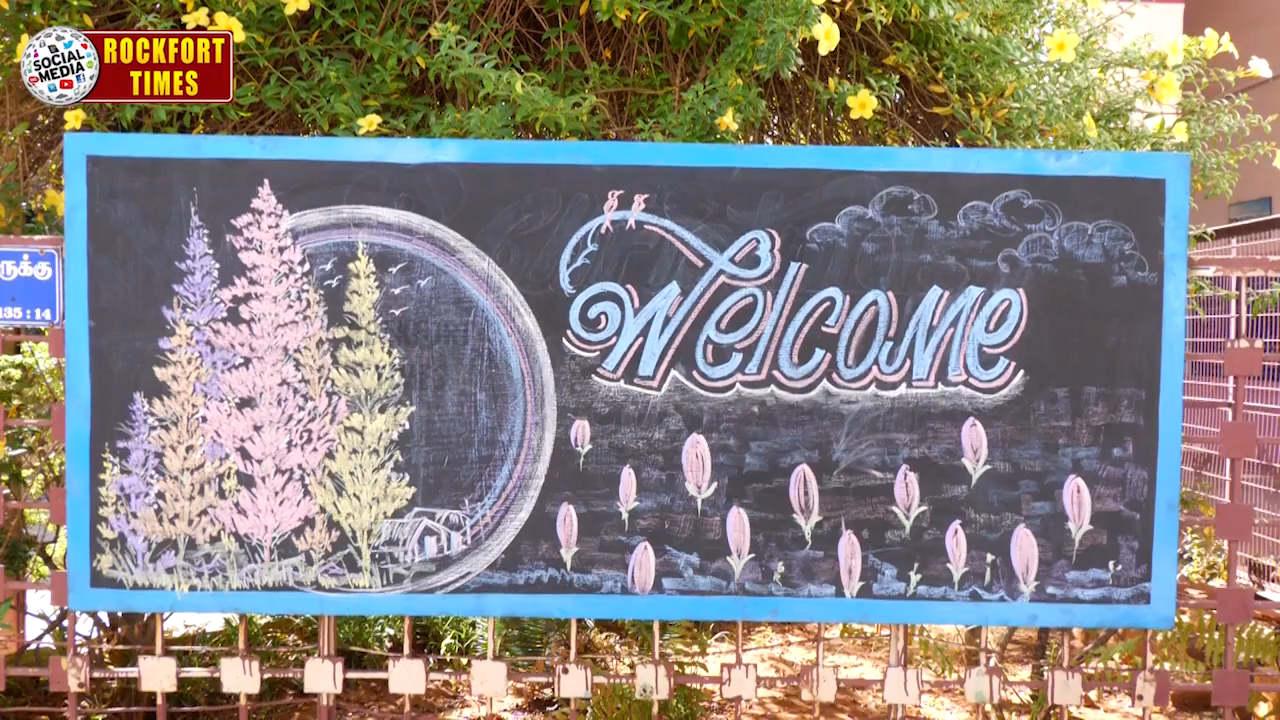 SOCIAL
MEDIA
ROCKFORT
TIMES
Welcome
ருக்கு
135 : 14